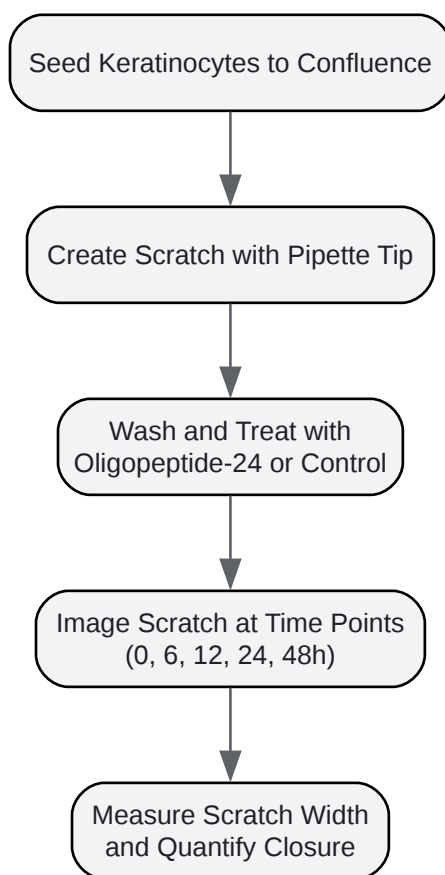 Seed Keratinocytes to Confluence
Create Scratch with Pipette Tip
Wash and Treat with
Oligopeptide-24 or Control
Image Scratch at Time Points
(0, 6, 12, 24, 48h)
Measure Scratch Width
and Quantify Closure